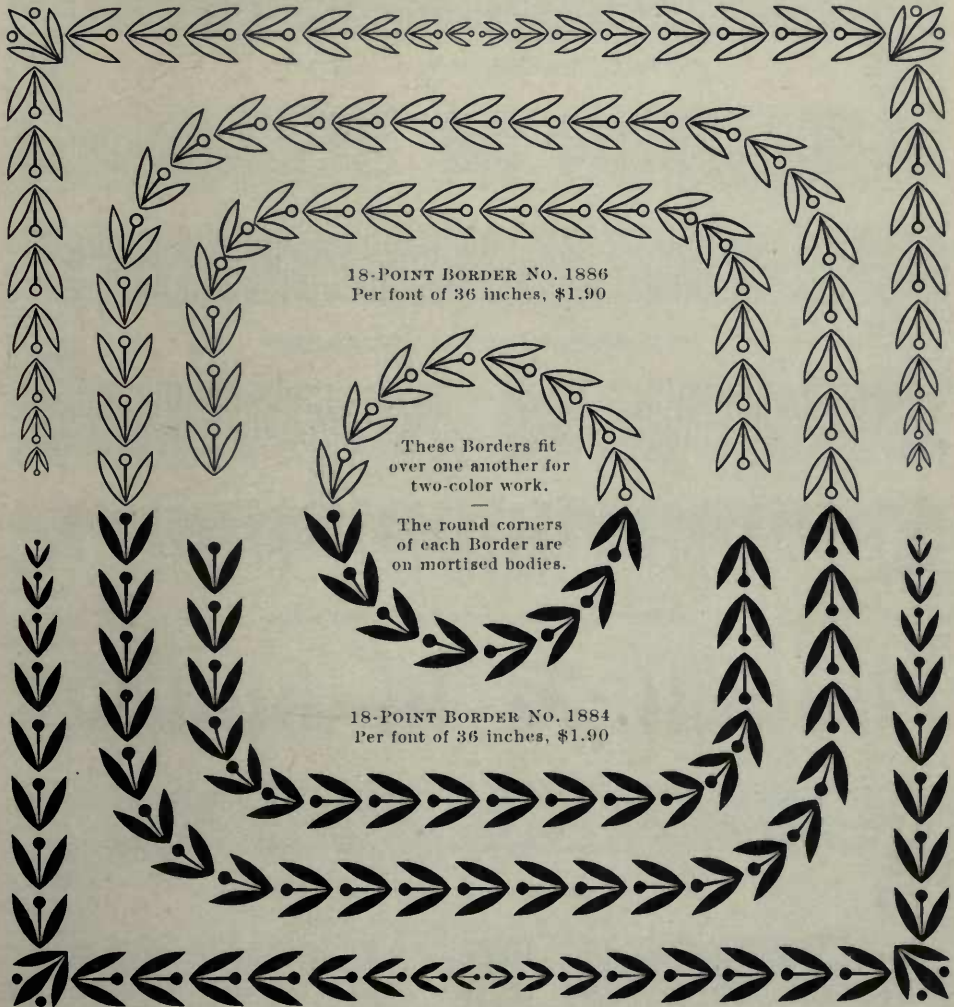 18-Point Border No. 1886
Per font of 36 inches, $1.90
These Borders fit
over one another for
two-color work.
—
The round corners
of each Border are
on mortised bodies.
18-Point Border No. 1884
Per font of 36 inches, $1.90